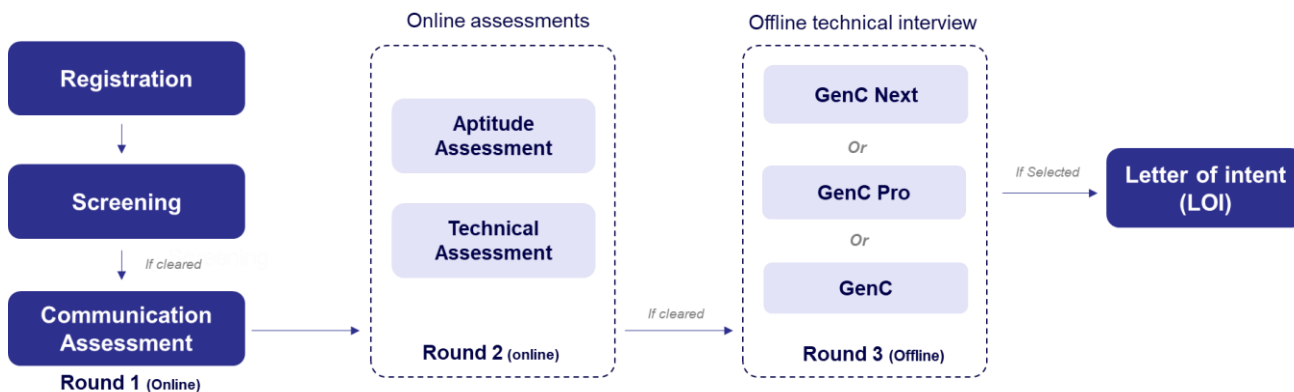 Registration
Screening
If cleared
Communication
Assessment
Round 1 (Online)
Online assessments
Aptitude
Assessment
Technical
Assessment
Round 2 (online)
If cleared
Offline technical interview
GenC Next
Or
GenC Pro
Or
GenC
Round 3 (Offline)
If Selected
Letter of intent
(LOI)